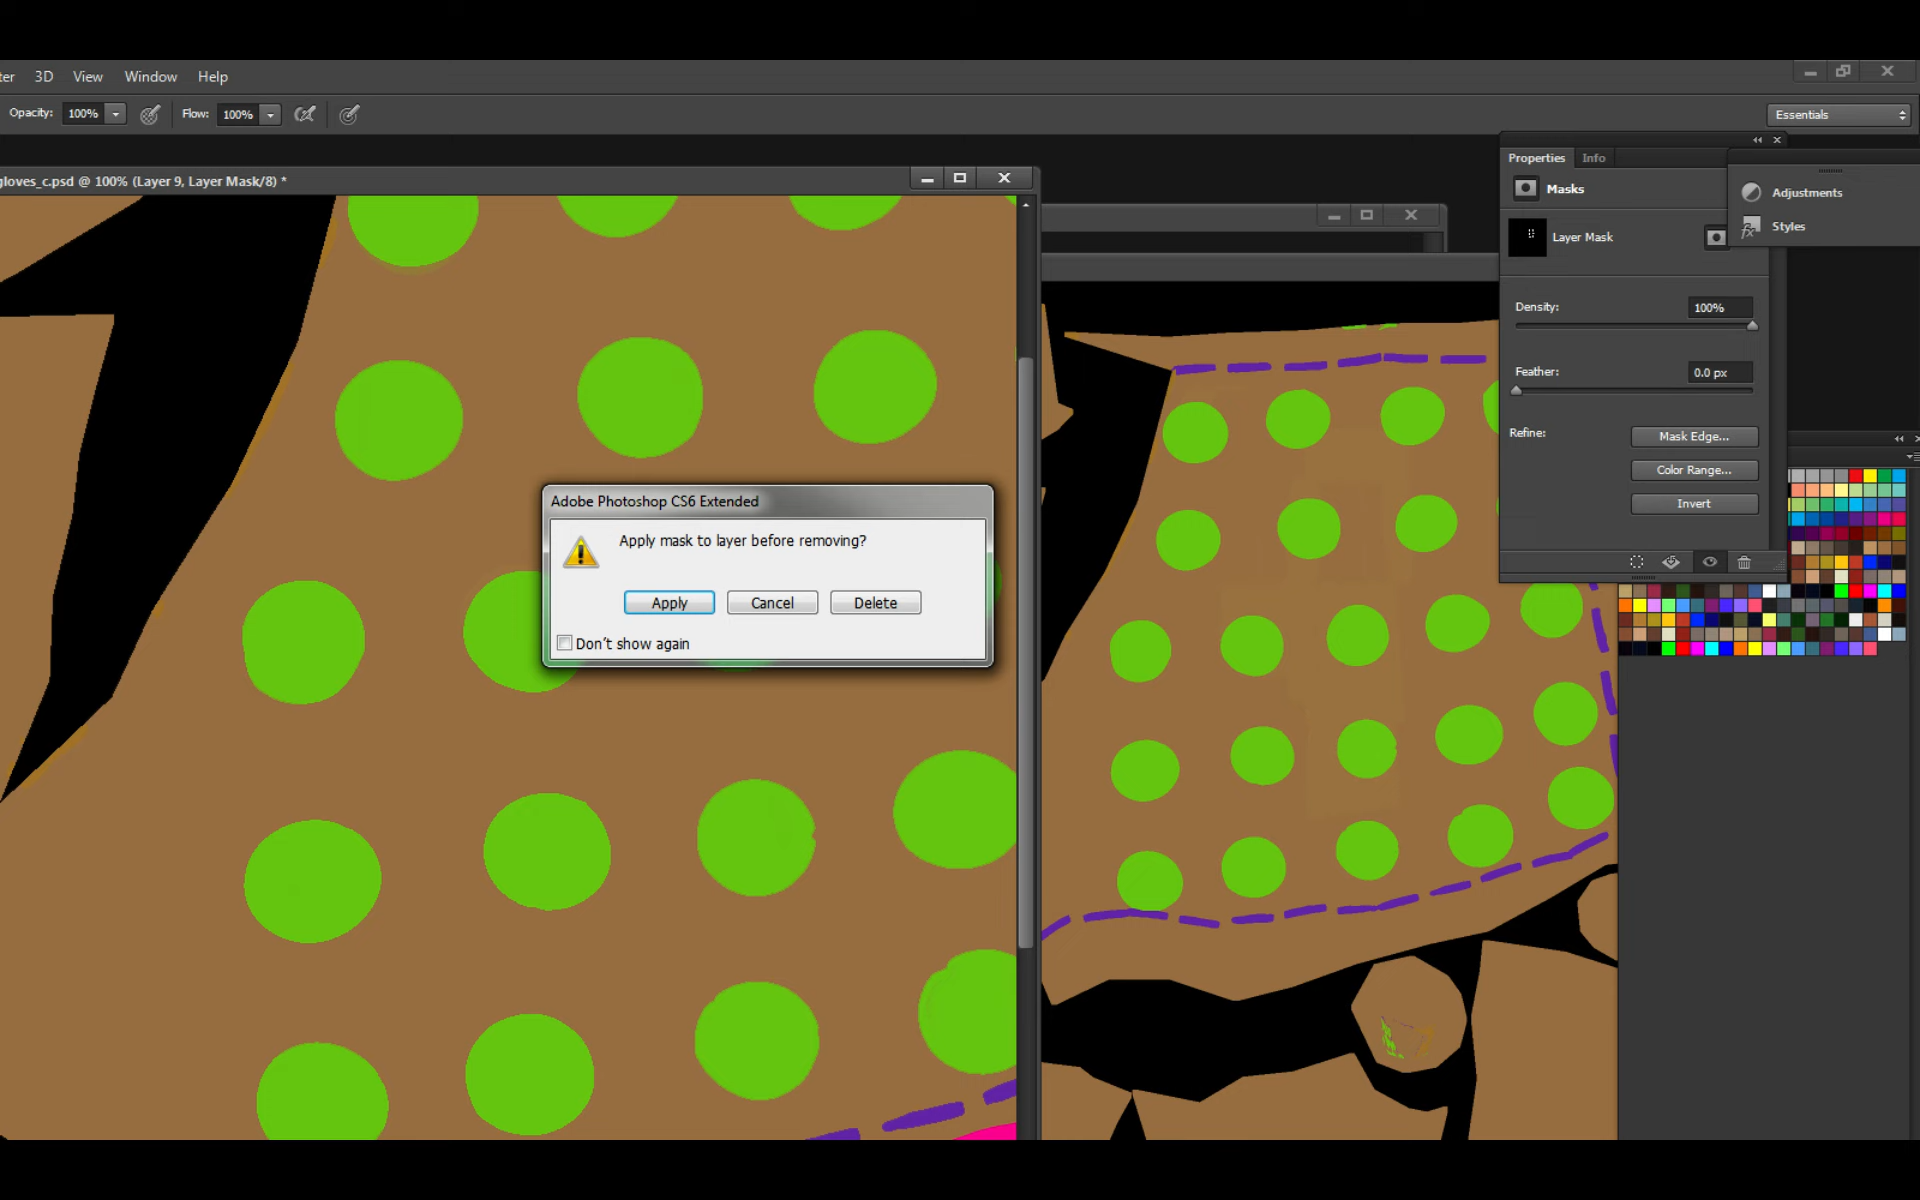 ter 3D View Window Help
Opacity: 100% Flow: 100% Essentials
Properties Info
gloves_c.psd @ 100% (Layer 9, Layer Mask/8) *
Masks
Adjustments
Styles
Layer Mask
Density: 100%
Feather: 0.0 px
Refine: Mask Edge...
Color Range...
Invert
Adobe Photoshop CS6 Extended
Apply mask to layer before removing?
Apply Cancel Delete
Don't show again